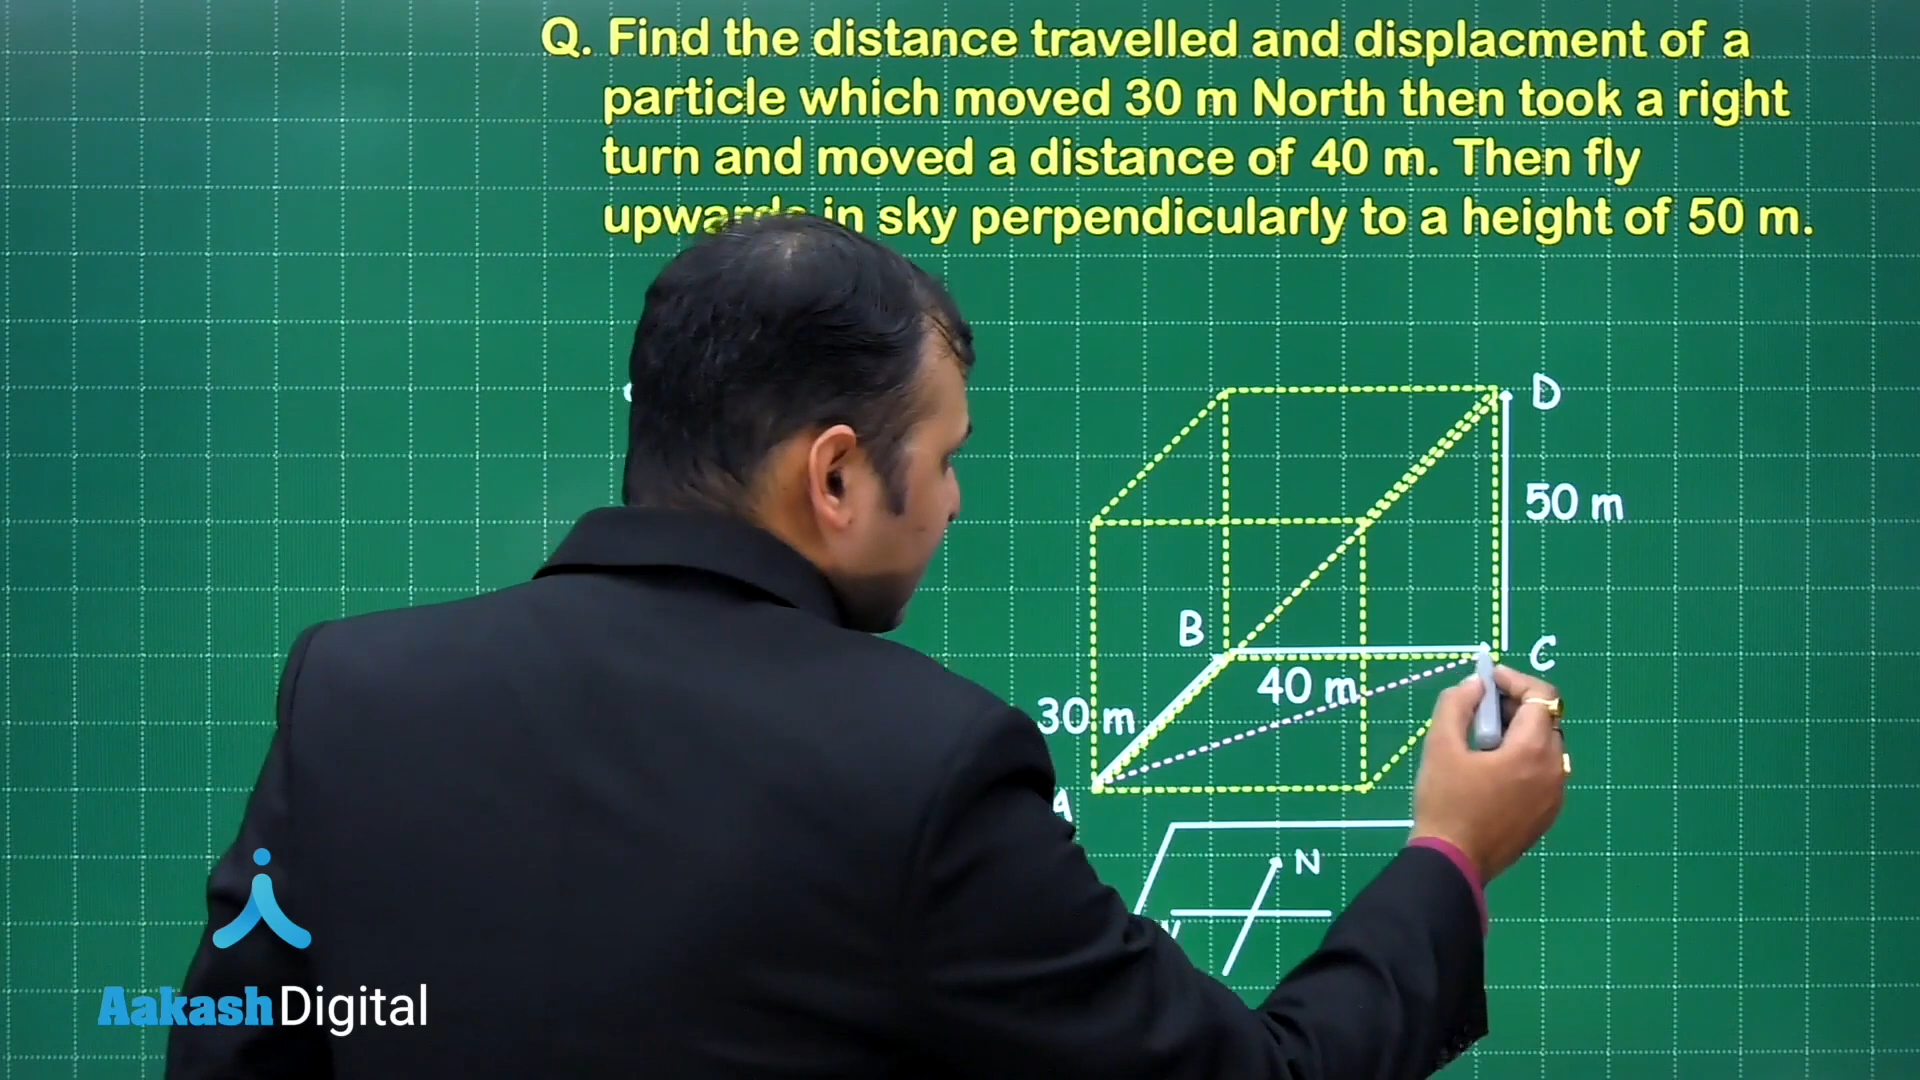 Q. Find the distance travelled and displacment of a
particle which moved 30 m North then took a right
turn and moved a distance of 40 m. Then fly
upwards in sky perpendicularly to a height of 50 m.
D
50 m
B
C
40 m
30 m
A
N
Aakash Digital